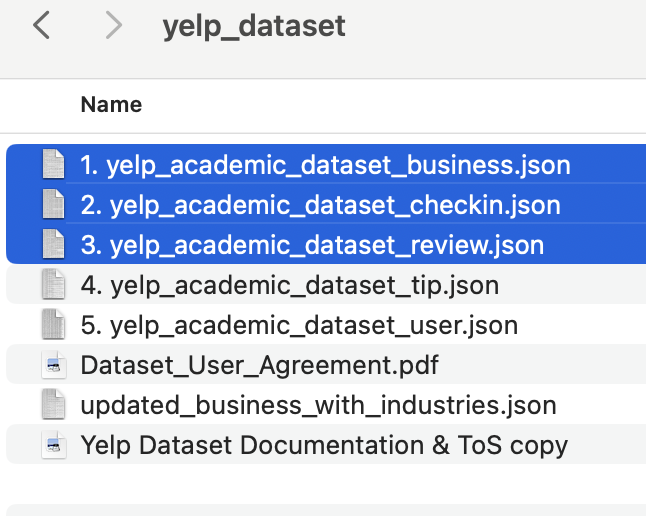 yelp_dataset
Name
1. yelp_academic_dataset_business.json
2. yelp_academic_dataset_checkin.json
3. yelp_academic_dataset_review.json
4. yelp_academic_dataset_tip.json
5. yelp_academic_dataset_user.json
Dataset_User_Agreement.pdf
updated_business_with_industries.json
Yelp Dataset Documentation & ToS copy